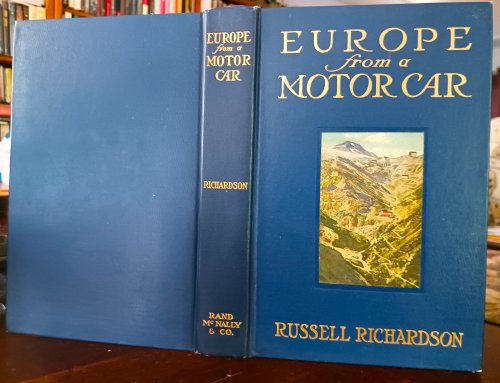 EUROPE
from a
MOTOR
CAR
RICHARDSON
RAND
McNALLY
& CO.
EUROPE
from a
MOTOR CAR
RUSSELL RICHARDSON